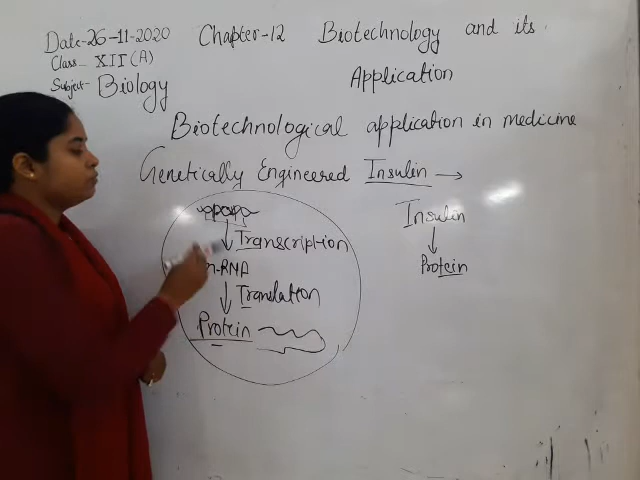 Date-26-11-2020 Chapter-12 Biotechnology and its
Class- XII (A)
Application
Subject- Biology
Biotechnological application in medicine
Genetically Engineered Insulin →
Insulin
↓ Transcription
↓
m-RNA
Protein
↓ Translation
Protein